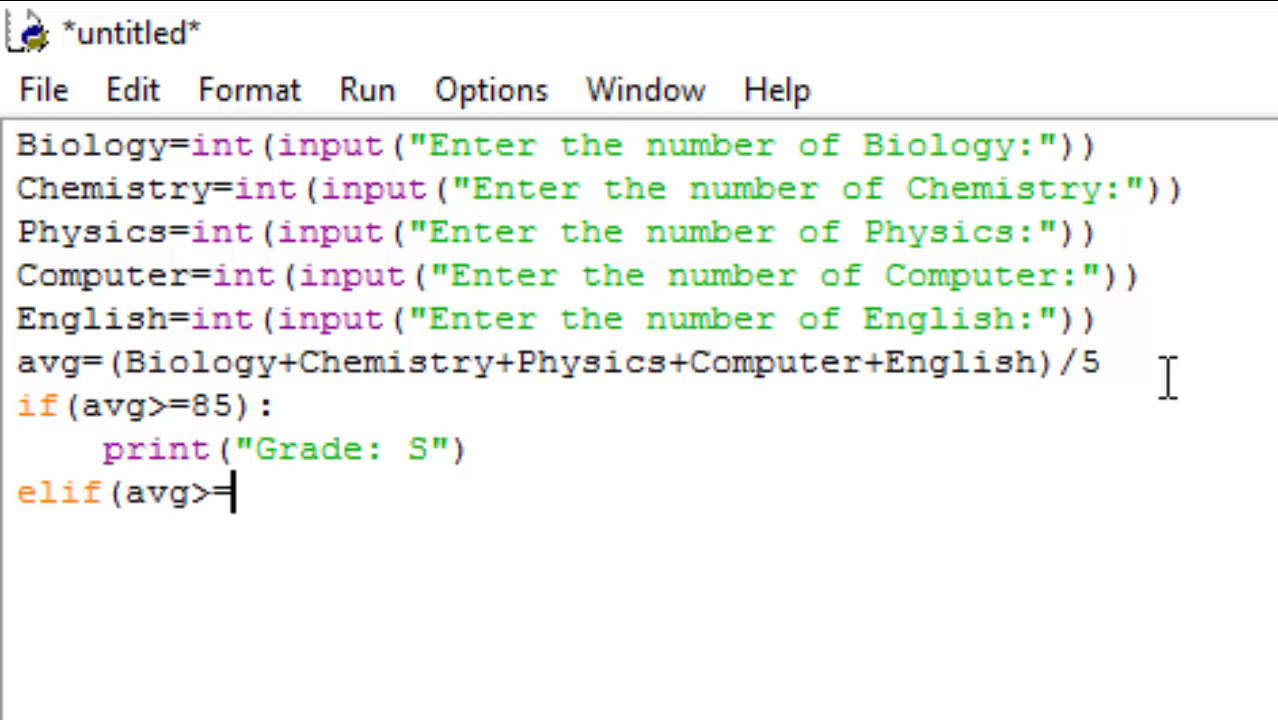 *untitled*
File Edit Format Run Options Window Help
Biology=int(input("Enter the number of Biology:"))
Chemistry=int(input("Enter the number of Chemistry:"))
Physics=int(input("Enter the number of Physics:"))
Computer=int(input("Enter the number of Computer:"))
English=int(input("Enter the number of English:"))
avg=(Biology+Chemistry+Physics+Computer+English)/5
if(avg>=85):
    print("Grade: S")
elif(avg>=